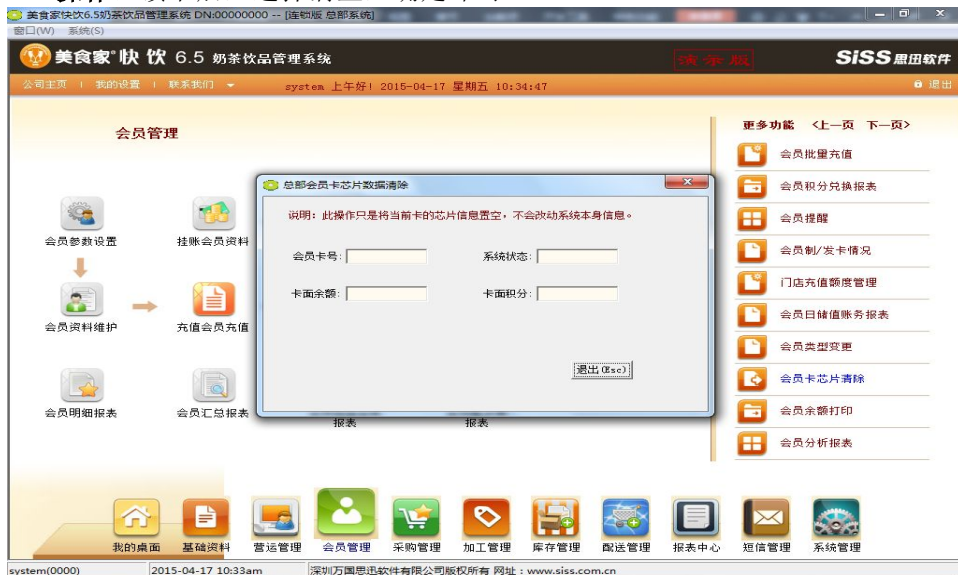 美食家快饮6.5奶茶饮品管理系统 DN:00000000 -- [连锁版 总部系统]
窗口(W) 系统(S)
美食家®快饮 6.5 奶茶饮品管理系统 演示版 SiSS思迅软件
公司主页 | 我的设置 | 联系我们 system 上午好! 2015-04-17 星期五 10:34:47 退出
会员管理
更多功能 〈上一页 下一页〉
会员批量充值
会员积分兑换报表
会员提醒
会员制/发卡情况
门店充值额度管理
会员日储值账务报表
会员类型变更
会员卡芯片清除
会员余额打印
会员分析报表
会员参数设置 挂账会员资料
会员资料维护 充值会员充值
会员明细报表 会员汇总报表
报表 报表
总部会员卡芯片数据清除
说明: 此操作只是将当前卡的芯片信息置空, 不会改动系统本身信息。
会员卡号: 系统状态:
卡面余额: 卡面积分:
退出(Esc)
我的桌面 基础资料 营运管理 会员管理 采购管理 加工管理 库存管理 配送管理 报表中心 短信管理 系统管理
system(0000) 2015-04-17 10:33am 深圳万国思迅软件有限公司版权所有 网址：www.siss.com.cn